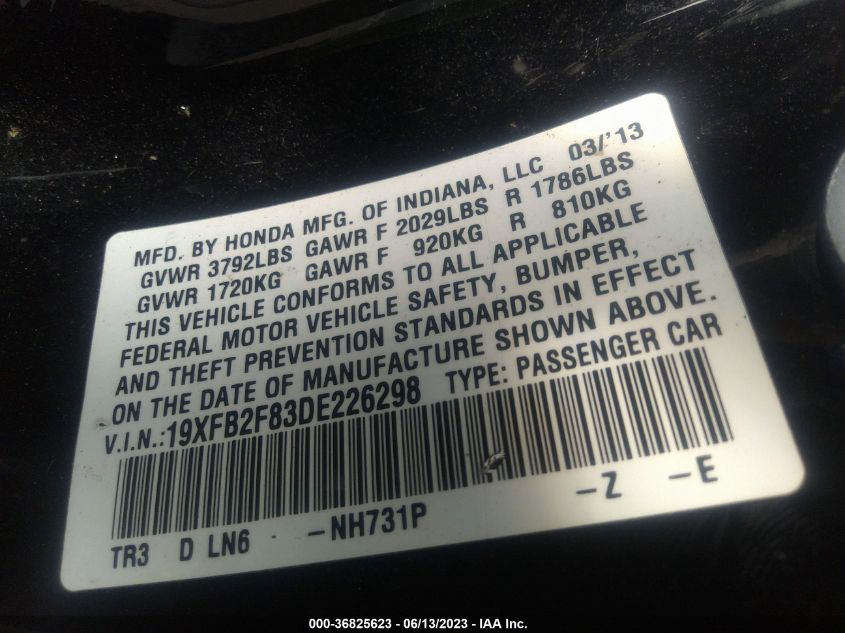 MFD. BY HONDA MFG. OF INDIANA, LLC 03/'13
GVWR 3792LBS GAWR F 2029LBS R 1786LBS
GVWR 1720KG GAWR F 920KG R 810KG
THIS VEHICLE CONFORMS TO ALL APPLICABLE
FEDERAL MOTOR VEHICLE SAFETY, BUMPER,
AND THEFT PREVENTION STANDARDS IN EFFECT
ON THE DATE OF MANUFACTURE SHOWN ABOVE.
V.I.N.:19XFB2F83DE226298 TYPE: PASSENGER CAR
TR3 D LN6 - -NH731P -Z -E
000-36825623 - 06/13/2023 - IAA Inc.